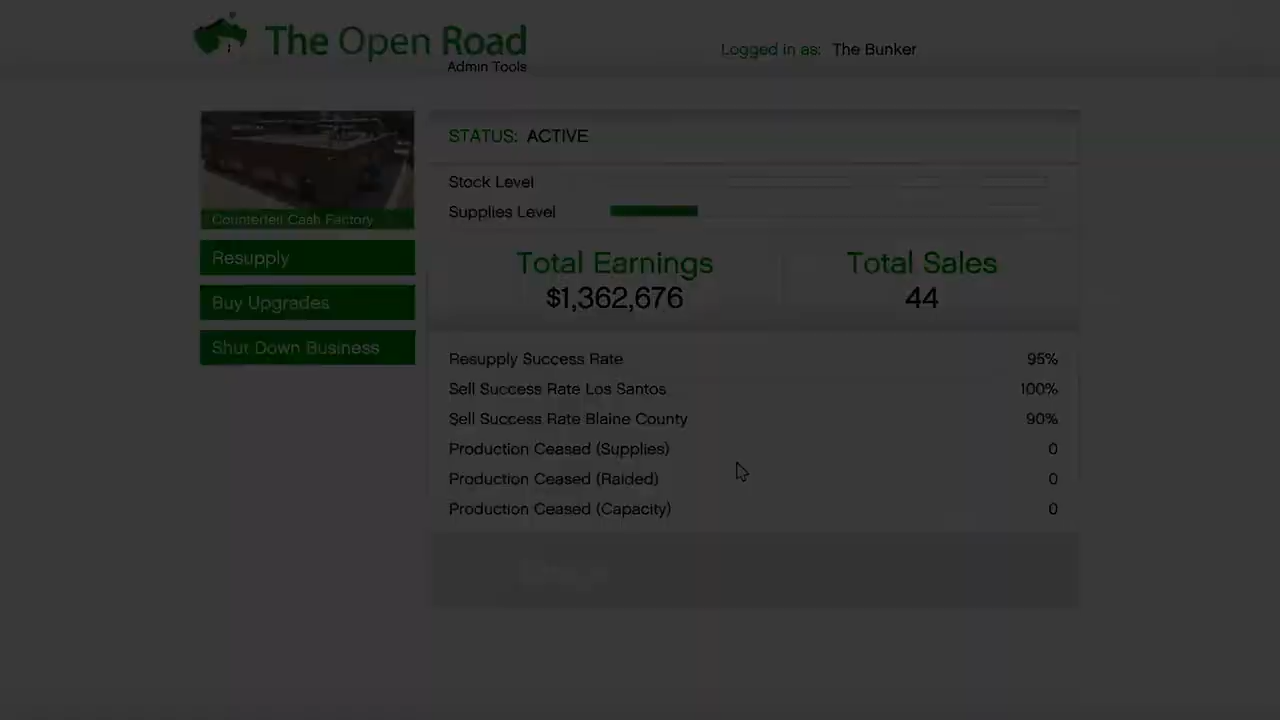 The Open Road
Admin Tools
Logged in as: The Bunker
Counterfeit Cash Factory
Resupply
Buy Upgrades
Shut Down Business
STATUS: ACTIVE
Stock Level
Supplies Level
Total Earnings
$1,362,676
Total Sales
44
Resupply Success Rate 95%
Sell Success Rate Los Santos 100%
Sell Success Rate Blaine County 90%
Production Ceased (Supplies) 0
Production Ceased (Raided) 0
Production Ceased (Capacity) 0